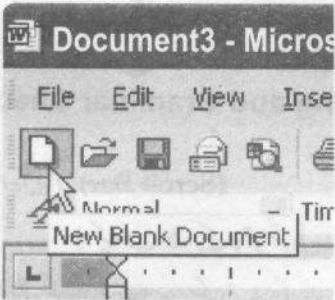 Document3 - Micros
File Edit View Inse
Normal Tim
New Blank Document
L